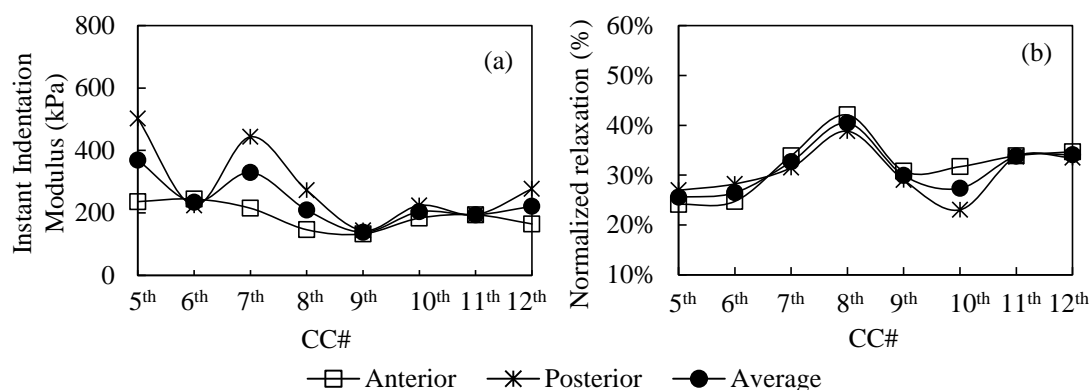 Instant Indentation
Modulus (kPa)
800
600
400
200
0
(a)
5th 6th 7th 8th 9th 10th 11th 12th
CC#
Normalized relaxation (%)
60%
50%
40%
30%
20%
10%
(b)
5th 6th 7th 8th 9th 10th 11th 12th
CC#
Anterior Posterior Average